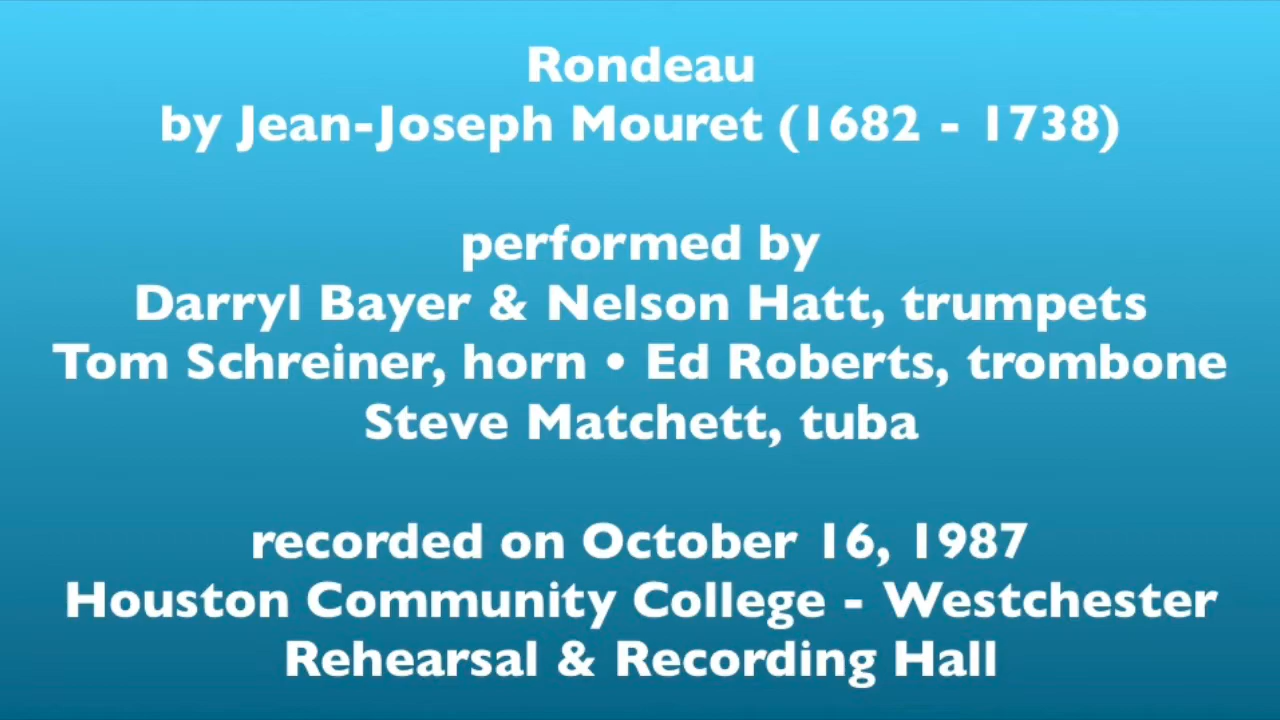 Rondeau
by Jean-Joseph Mouret (1682 - 1738)
performed by
Darryl Bayer & Nelson Hatt, trumpets
Tom Schreiner, horn • Ed Roberts, trombone
Steve Matchett, tuba
recorded on October 16, 1987
Houston Community College - Westchester
Rehearsal & Recording Hall